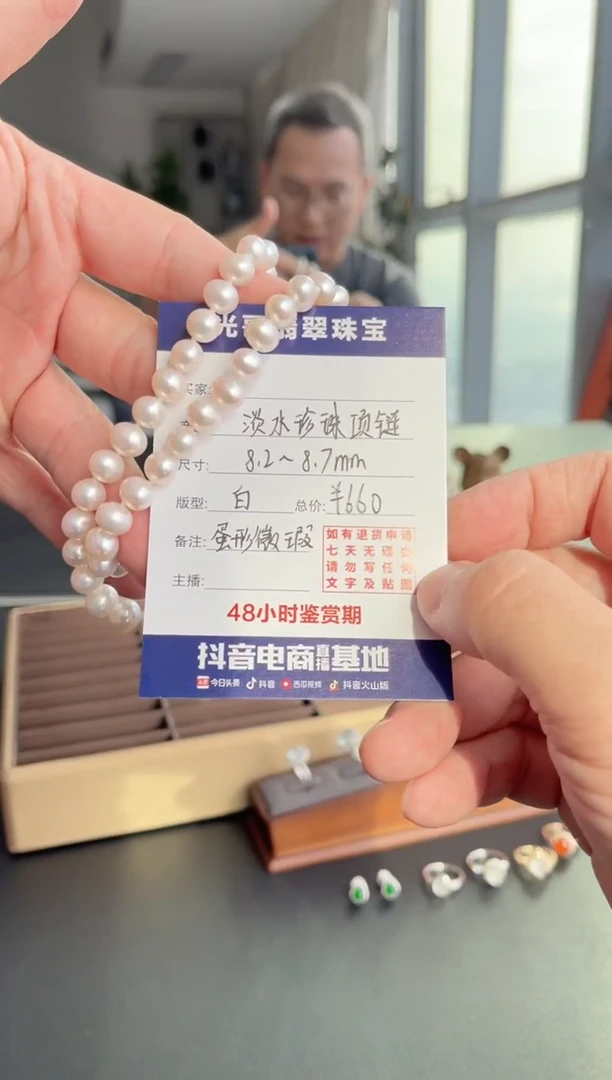 翡翠珠宝
淡水珍珠项链
尺寸: 8.2~8.7mm
版型: 白 总价: ¥660
备注: 蛋形微瑕
如有退货申请
七天无理
请勿写任何
文字及贴
主播:
48小时鉴赏期
抖音电商直播基地
今日头条 抖音 西瓜视频 抖音火山版